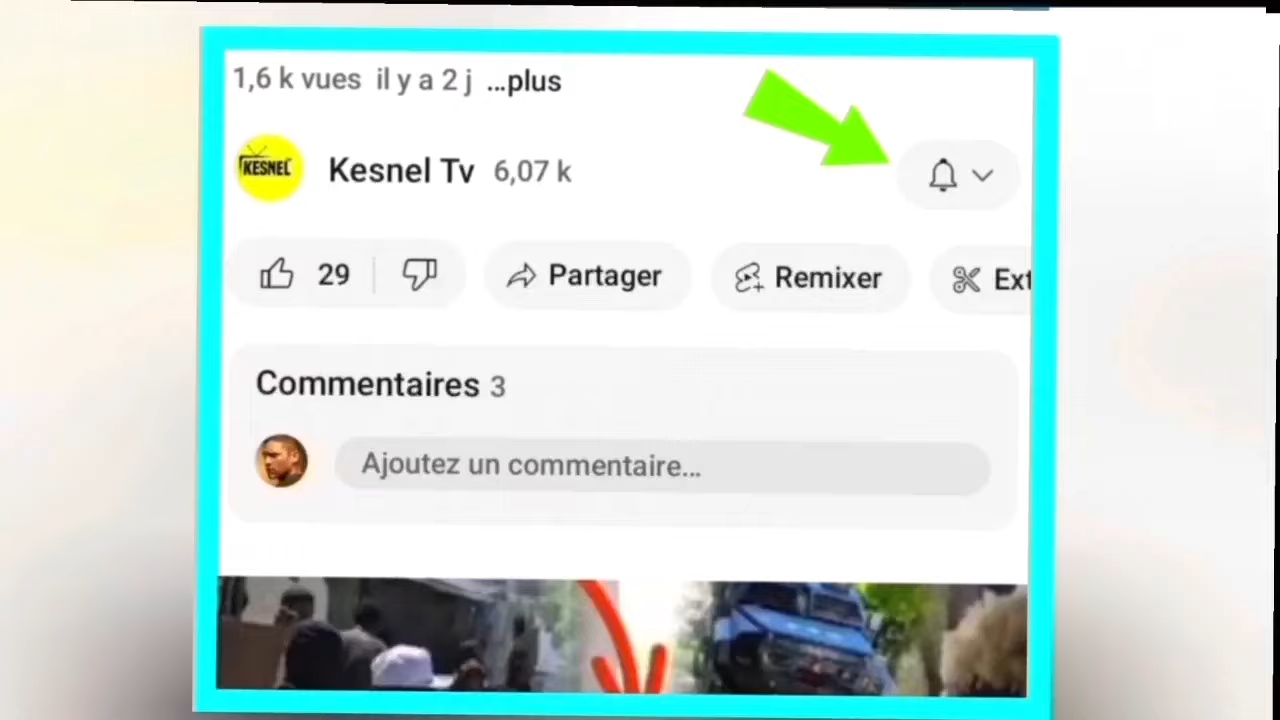 1,6 k vues il y a 2 j ...plus
KESNEL
Kesnel Tv 6,07 k
29
Partager
Remixer
Ext
Commentaires 3
Ajoutez un commentaire...